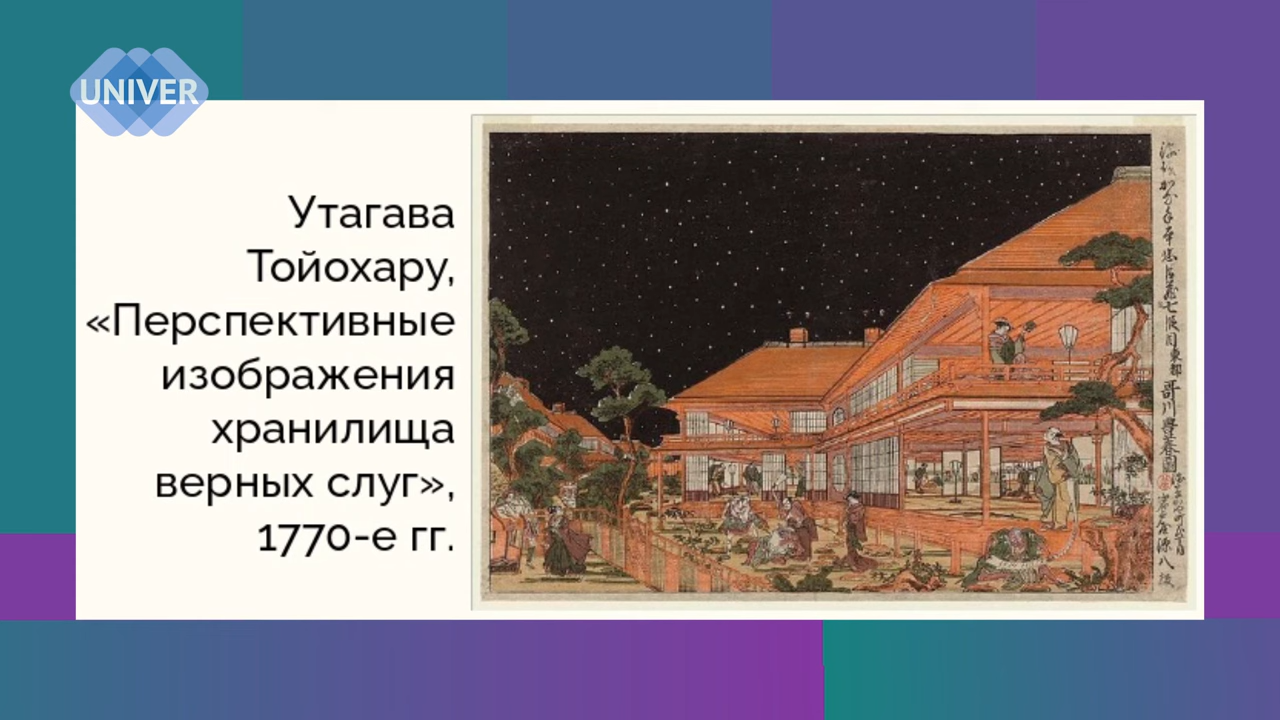 UNIVER
Утагава
Тойохару,
«Перспективные
изображения
хранилища
верных слуг»,
1770-е гг.